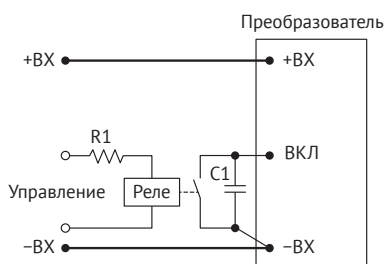 Преобразователь
+ВХ
+ВХ
R1
ВКЛ
C1
Управление
Реле
−ВХ
−ВХ